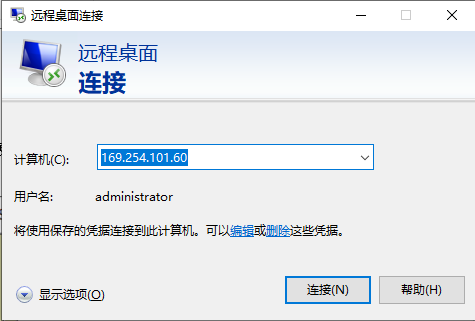 远程桌面连接
远程桌面
连接
计算机(C):
169.254.101.60
用户名:
administrator
将使用保存的凭据连接到此计算机。可以编辑或删除这些凭据。
显示选项(O)
连接(N)
帮助(H)